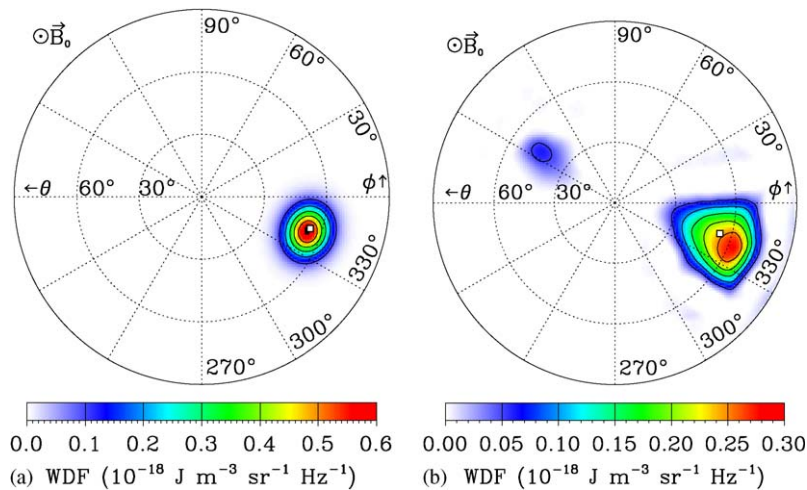 ⊙B⃗₀
90°
60°
30°
←θ 60° 30° ϕ↑
330°
300°
270°
0.0 0.1 0.2 0.3 0.4 0.5 0.6
(a) WDF (10⁻¹⁸ J m⁻³ sr⁻¹ Hz⁻¹)
⊙B⃗₀
90°
60°
30°
←θ 60° 30° ϕ↑
330°
300°
270°
0.00 0.05 0.10 0.15 0.20 0.25 0.30
(b) WDF (10⁻¹⁸ J m⁻³ sr⁻¹ Hz⁻¹)